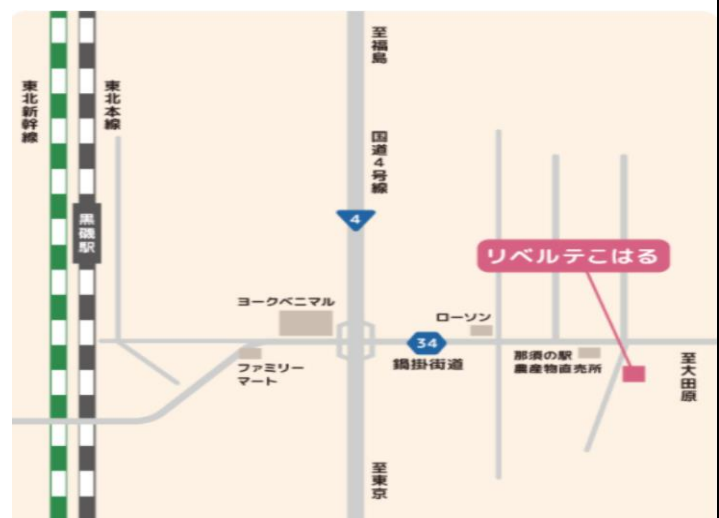 東北新幹線
東北本線
黒磯駅
至福島
国道4号線
4
リベルテこはる
ヨークベニマル
ローソン
34
鍋掛街道
ファミリー
マート
那須の駅
農産物直売所
至大田原
至東京